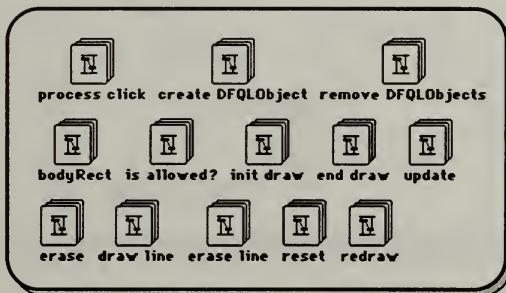 process click create DFQLObject remove DFQLObjects
bodyRect is allowed? init draw end draw update
erase draw line erase line reset redraw